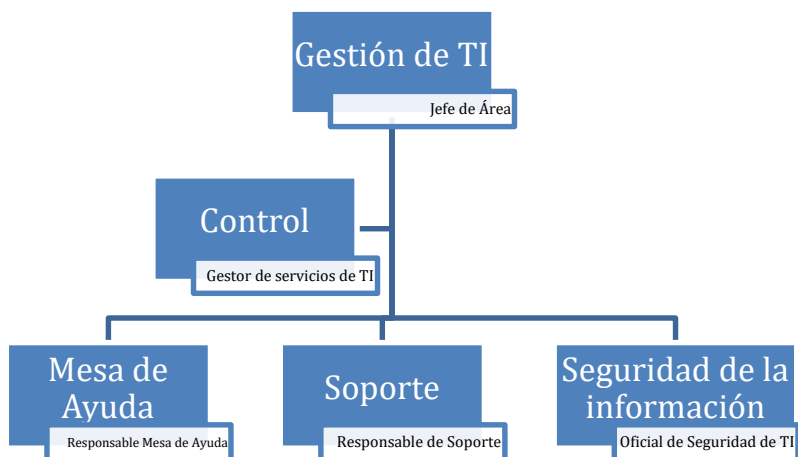 Gestión de TI
Jefe de Área
Control
Gestor de servicios de TI
Mesa de
Ayuda
Responsable Mesa de Ayuda
Soporte
Responsable de Soporte
Seguridad de la
información
Oficial de Seguridad de TI